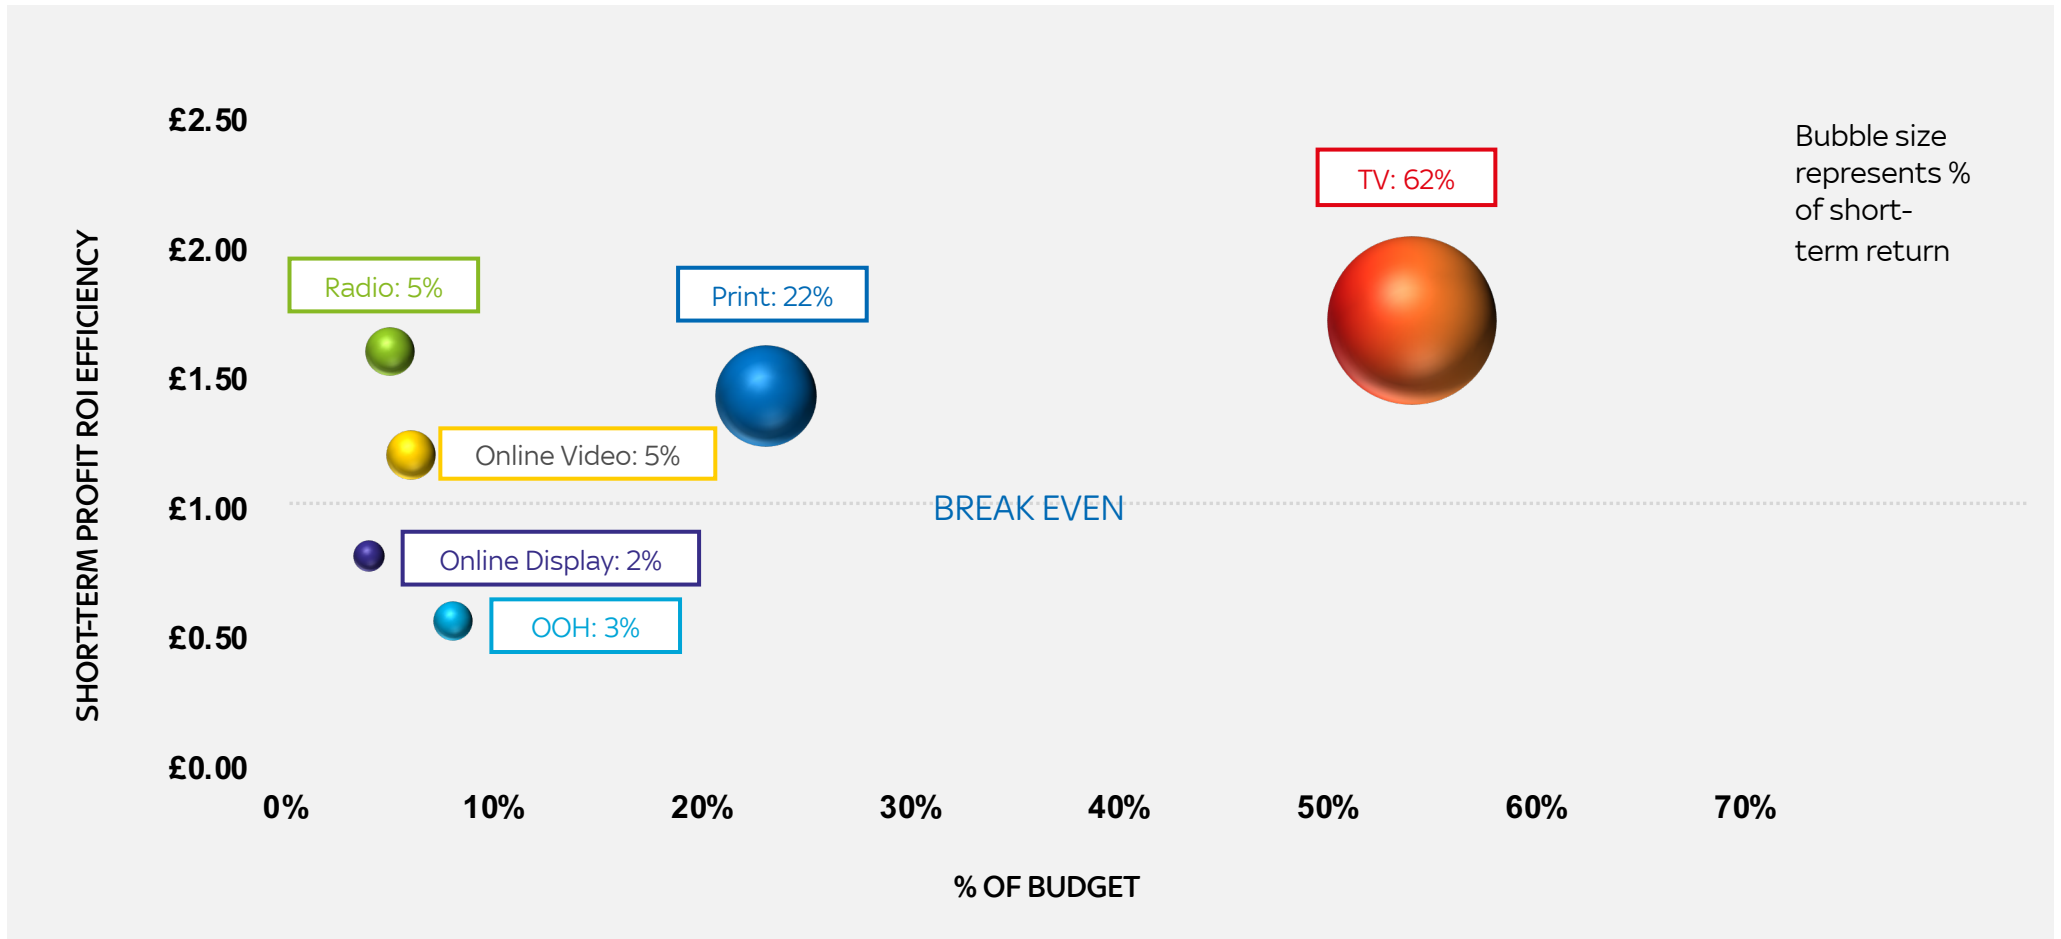 £2.50
£2.00
£1.50
£1.00
£0.50
£0.00
SHORT-TERM PROFIT ROI EFFICIENCY
Radio: 5%
Print: 22%
TV: 62%
Online Video: 5%
BREAK EVEN
Online Display: 2%
OOH: 3%
Bubble size
represents %
of short-
term return
0% 10% 20% 30% 40% 50% 60% 70%
% OF BUDGET